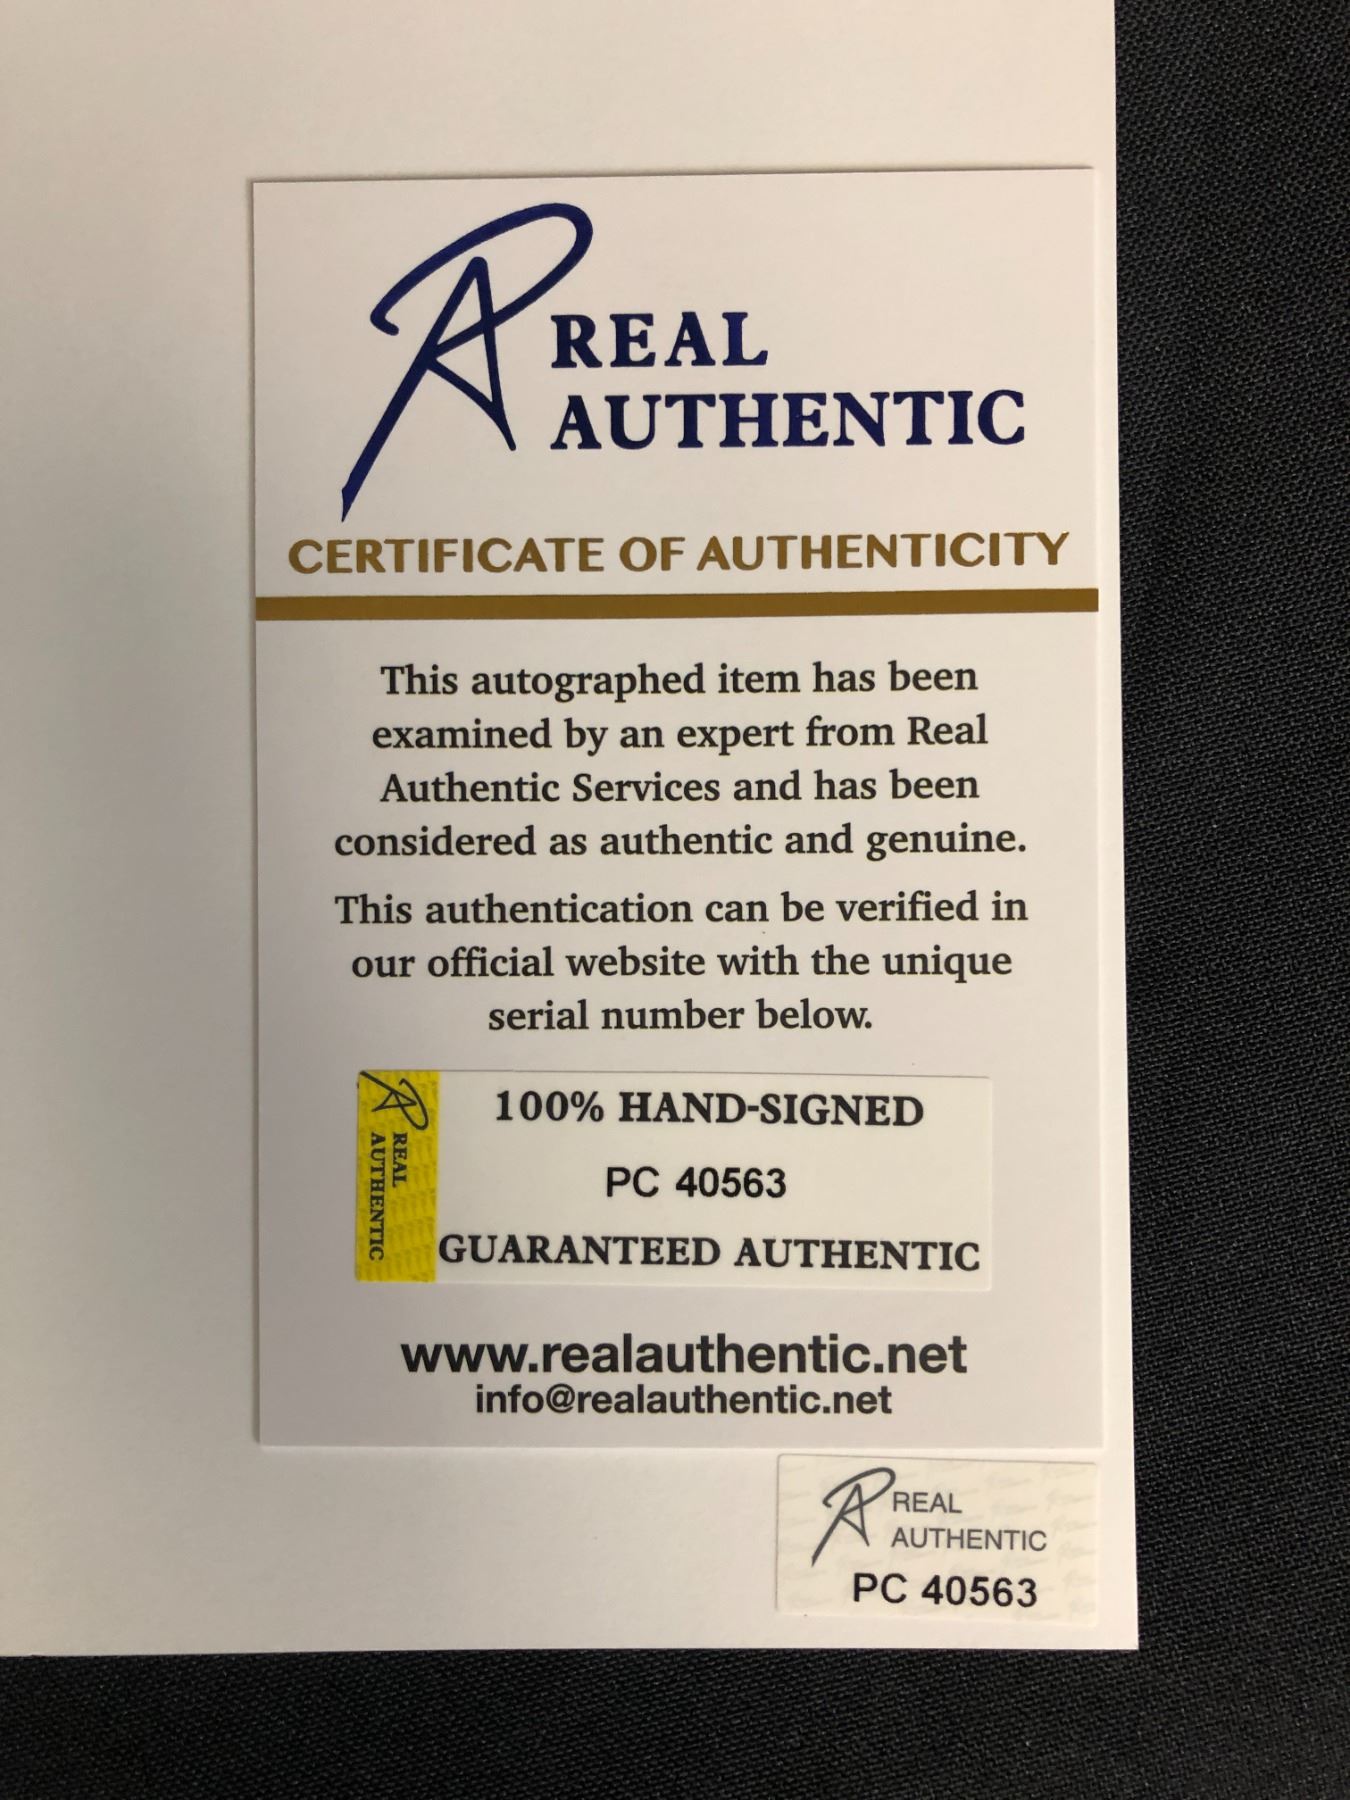 REAL
AUTHENTIC
CERTIFICATE OF AUTHENTICITY
This autographed item has been
examined by an expert from Real
Authentic Services and has been
considered as authentic and genuine.
This authentication can be verified in
our official website with the unique
serial number below.
REAL
AUTHENTIC
100% HAND-SIGNED
PC 40563
GUARANTEED AUTHENTIC
www.realauthentic.net
info@realauthentic.net
REAL
AUTHENTIC
PC 40563